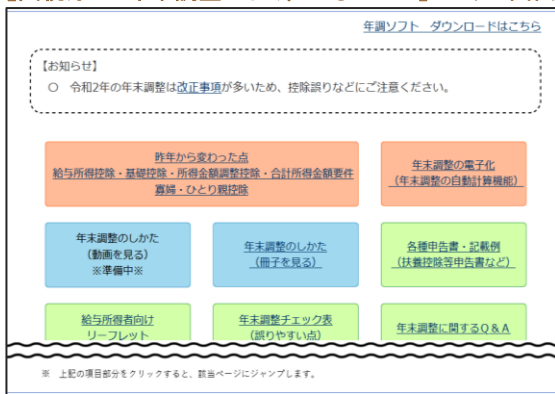 年調ソフト ダウンロードはこちら
【お知らせ】
○ 令和2年の年末調整は改正事項が多いため、控除誤りなどにご注意ください。
昨年から変わった点
給与所得控除・基礎控除・所得金額調整控除・合計所得金額要件
寡婦・ひとり親控除
年末調整の電子化
(年末調整の自動計算機能)
年末調整のしかた
(動画を見る)
※準備中※
年末調整のしかた
(冊子を見る)
各種申告書・記載例
(扶養控除等申告書など)
給与所得者向け
リーフレット
年末調整チェック表
(誤りやすい点)
年末調整に関するQ&A
※ 上記の項目部分をクリックすると、該当ページにジャンプします。